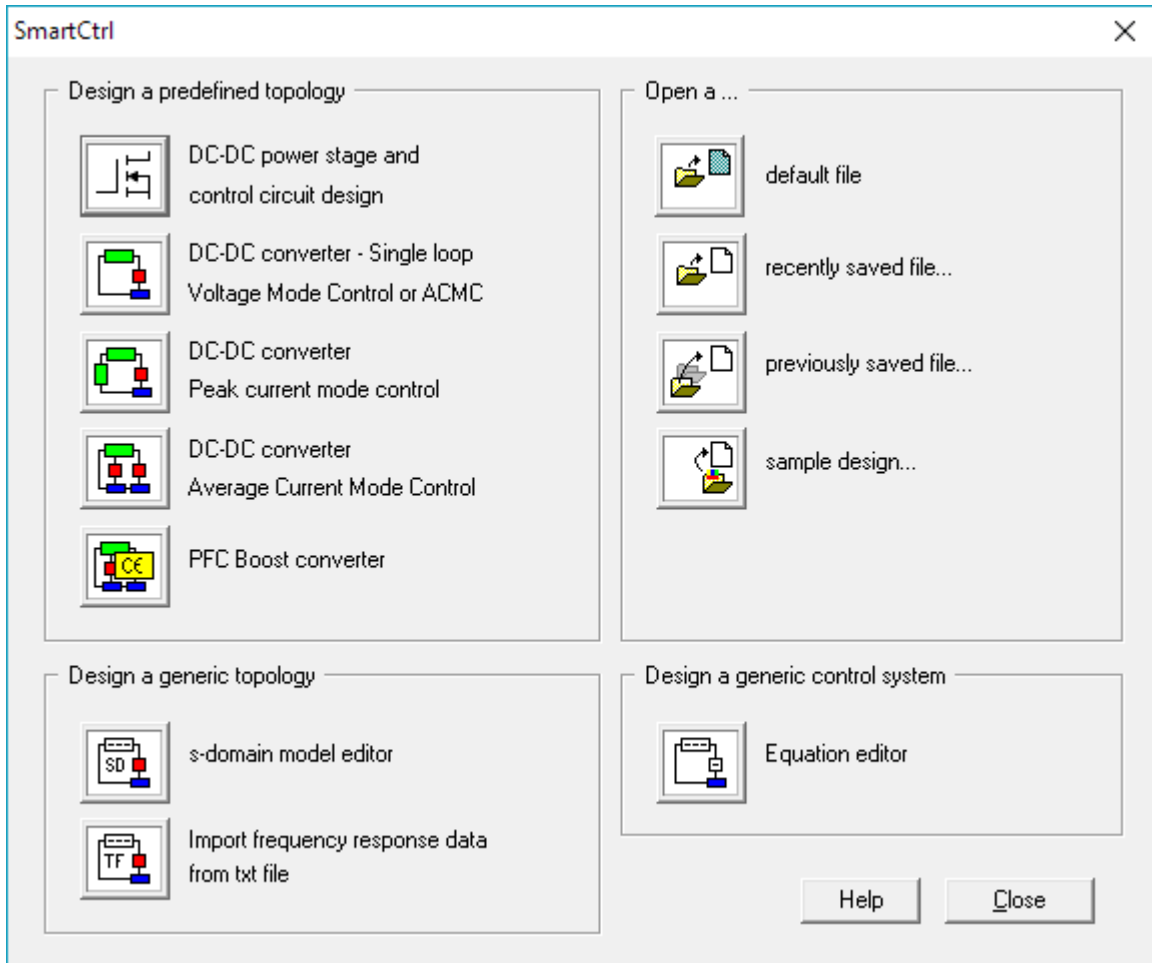 SmartCtrl
Design a predefined topology
DC-DC power stage and
control circuit design
DC-DC converter - Single loop
Voltage Mode Control or ACMC
DC-DC converter
Peak current mode control
DC-DC converter
Average Current Mode Control
CE
PFC Boost converter
Open a ...
default file
recently saved file...
previously saved file...
sample design...
Design a generic topology
SD
s-domain model editor
TF
Import frequency response data
from txt file
Design a generic control system
Equation editor
Help
Close